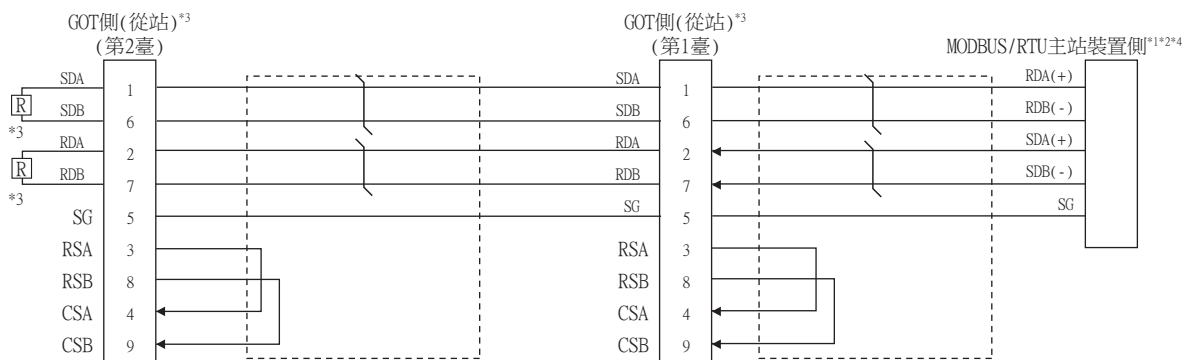 GOT側(從站)*3
(第2臺)
GOT側(從站)*3
(第1臺)
MODBUS/RTU主站裝置側*1*2*4
SDA 1 SDA 1 RDA(+)
R
SDB 6 SDB 6 RDB(-)
*3
RDA 2 RDA 2 SDA(+)
R
RDB 7 RDB 7 SDB(-)
*3
SG 5 SG 5 SG
RSA 3 RSA 3
RSB 8 RSB 8
CSA 4 CSA 4
CSB 9 CSB 9